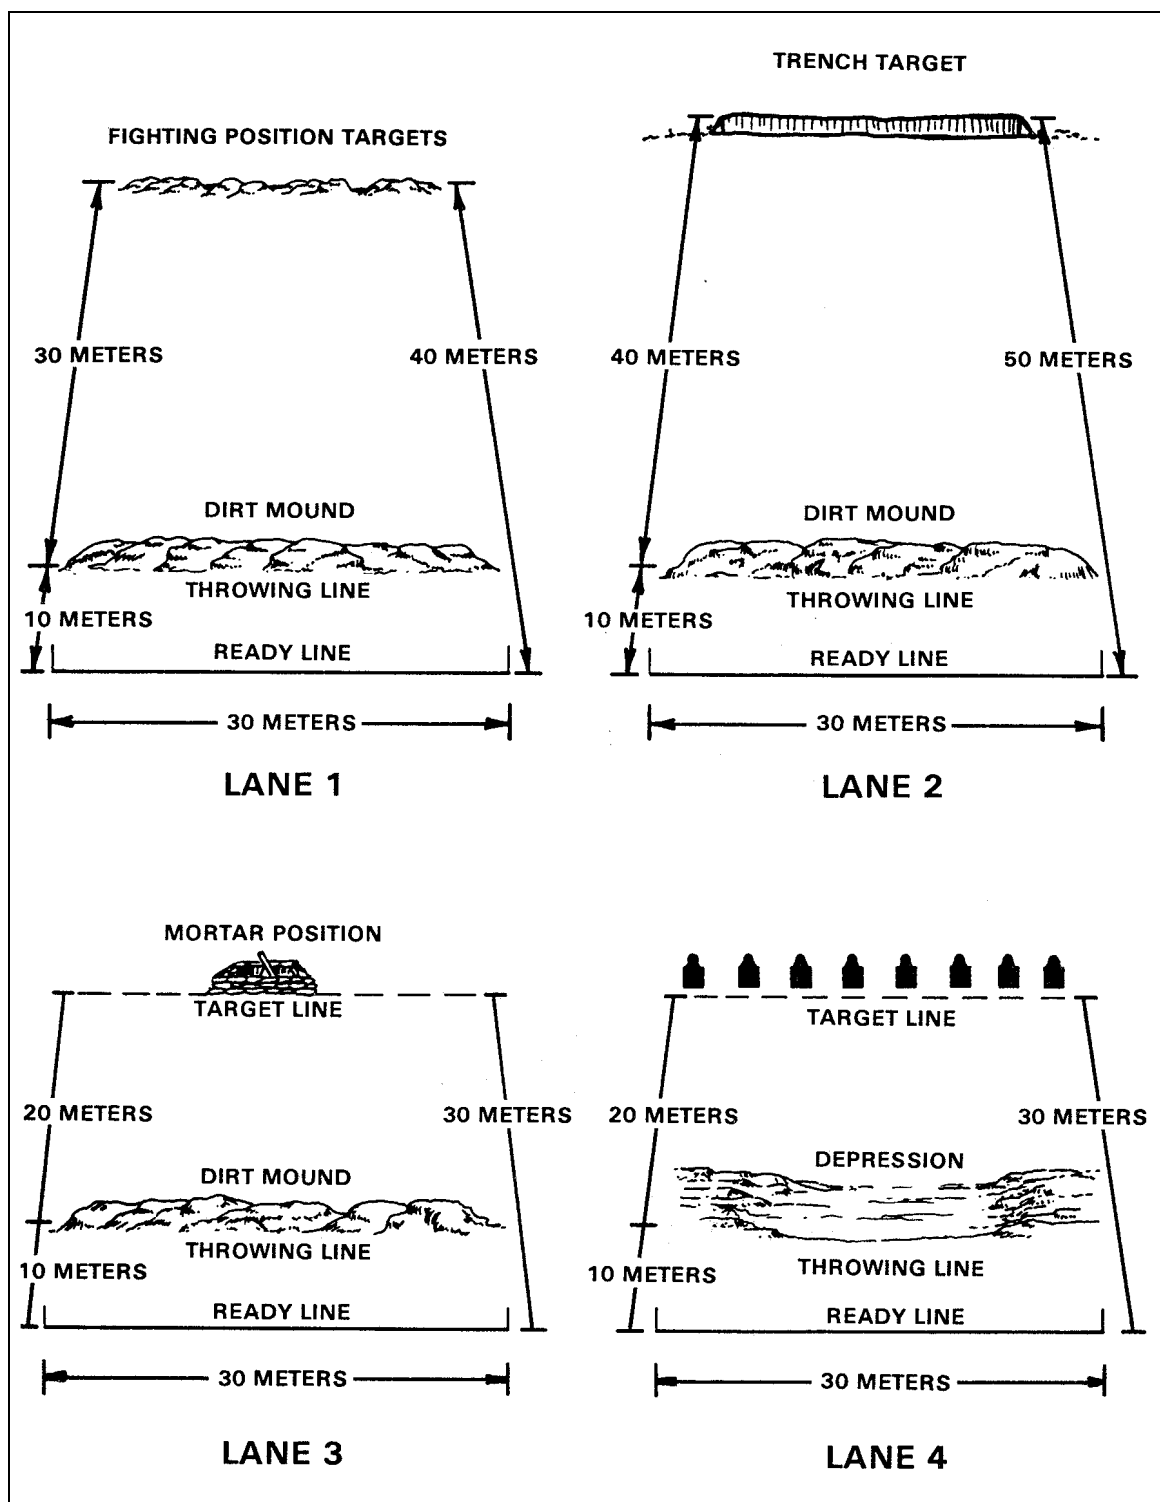 FIGHTING POSITION TARGETS
30 METERS
40 METERS
DIRT MOUND
THROWING LINE
10 METERS
READY LINE
30 METERS
LANE 1
TRENCH TARGET
40 METERS
50 METERS
DIRT MOUND
THROWING LINE
10 METERS
READY LINE
30 METERS
LANE 2
MORTAR POSITION
TARGET LINE
20 METERS
30 METERS
DIRT MOUND
THROWING LINE
10 METERS
READY LINE
30 METERS
LANE 3
TARGET LINE
20 METERS
30 METERS
DEPRESSION
THROWING LINE
10 METERS
READY LINE
30 METERS
LANE 4